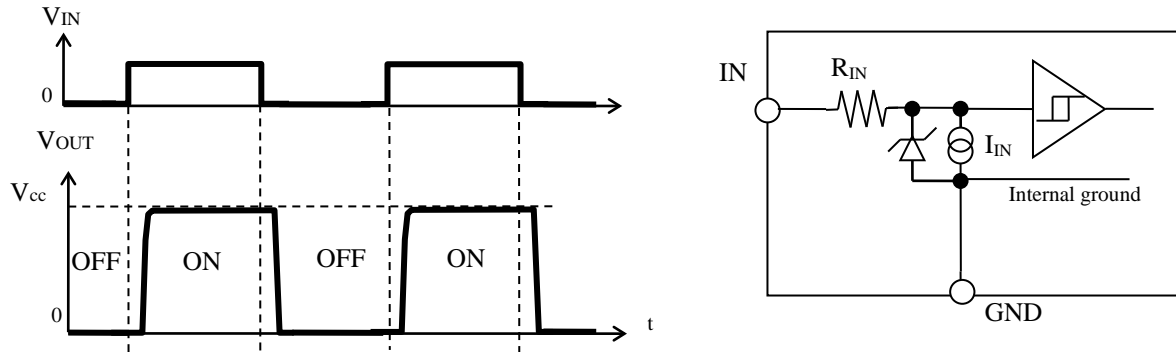 VIN
0
VOUT
Vcc
OFF
ON
OFF
ON
0
t
IN
RIN
IIN
Internal ground
GND